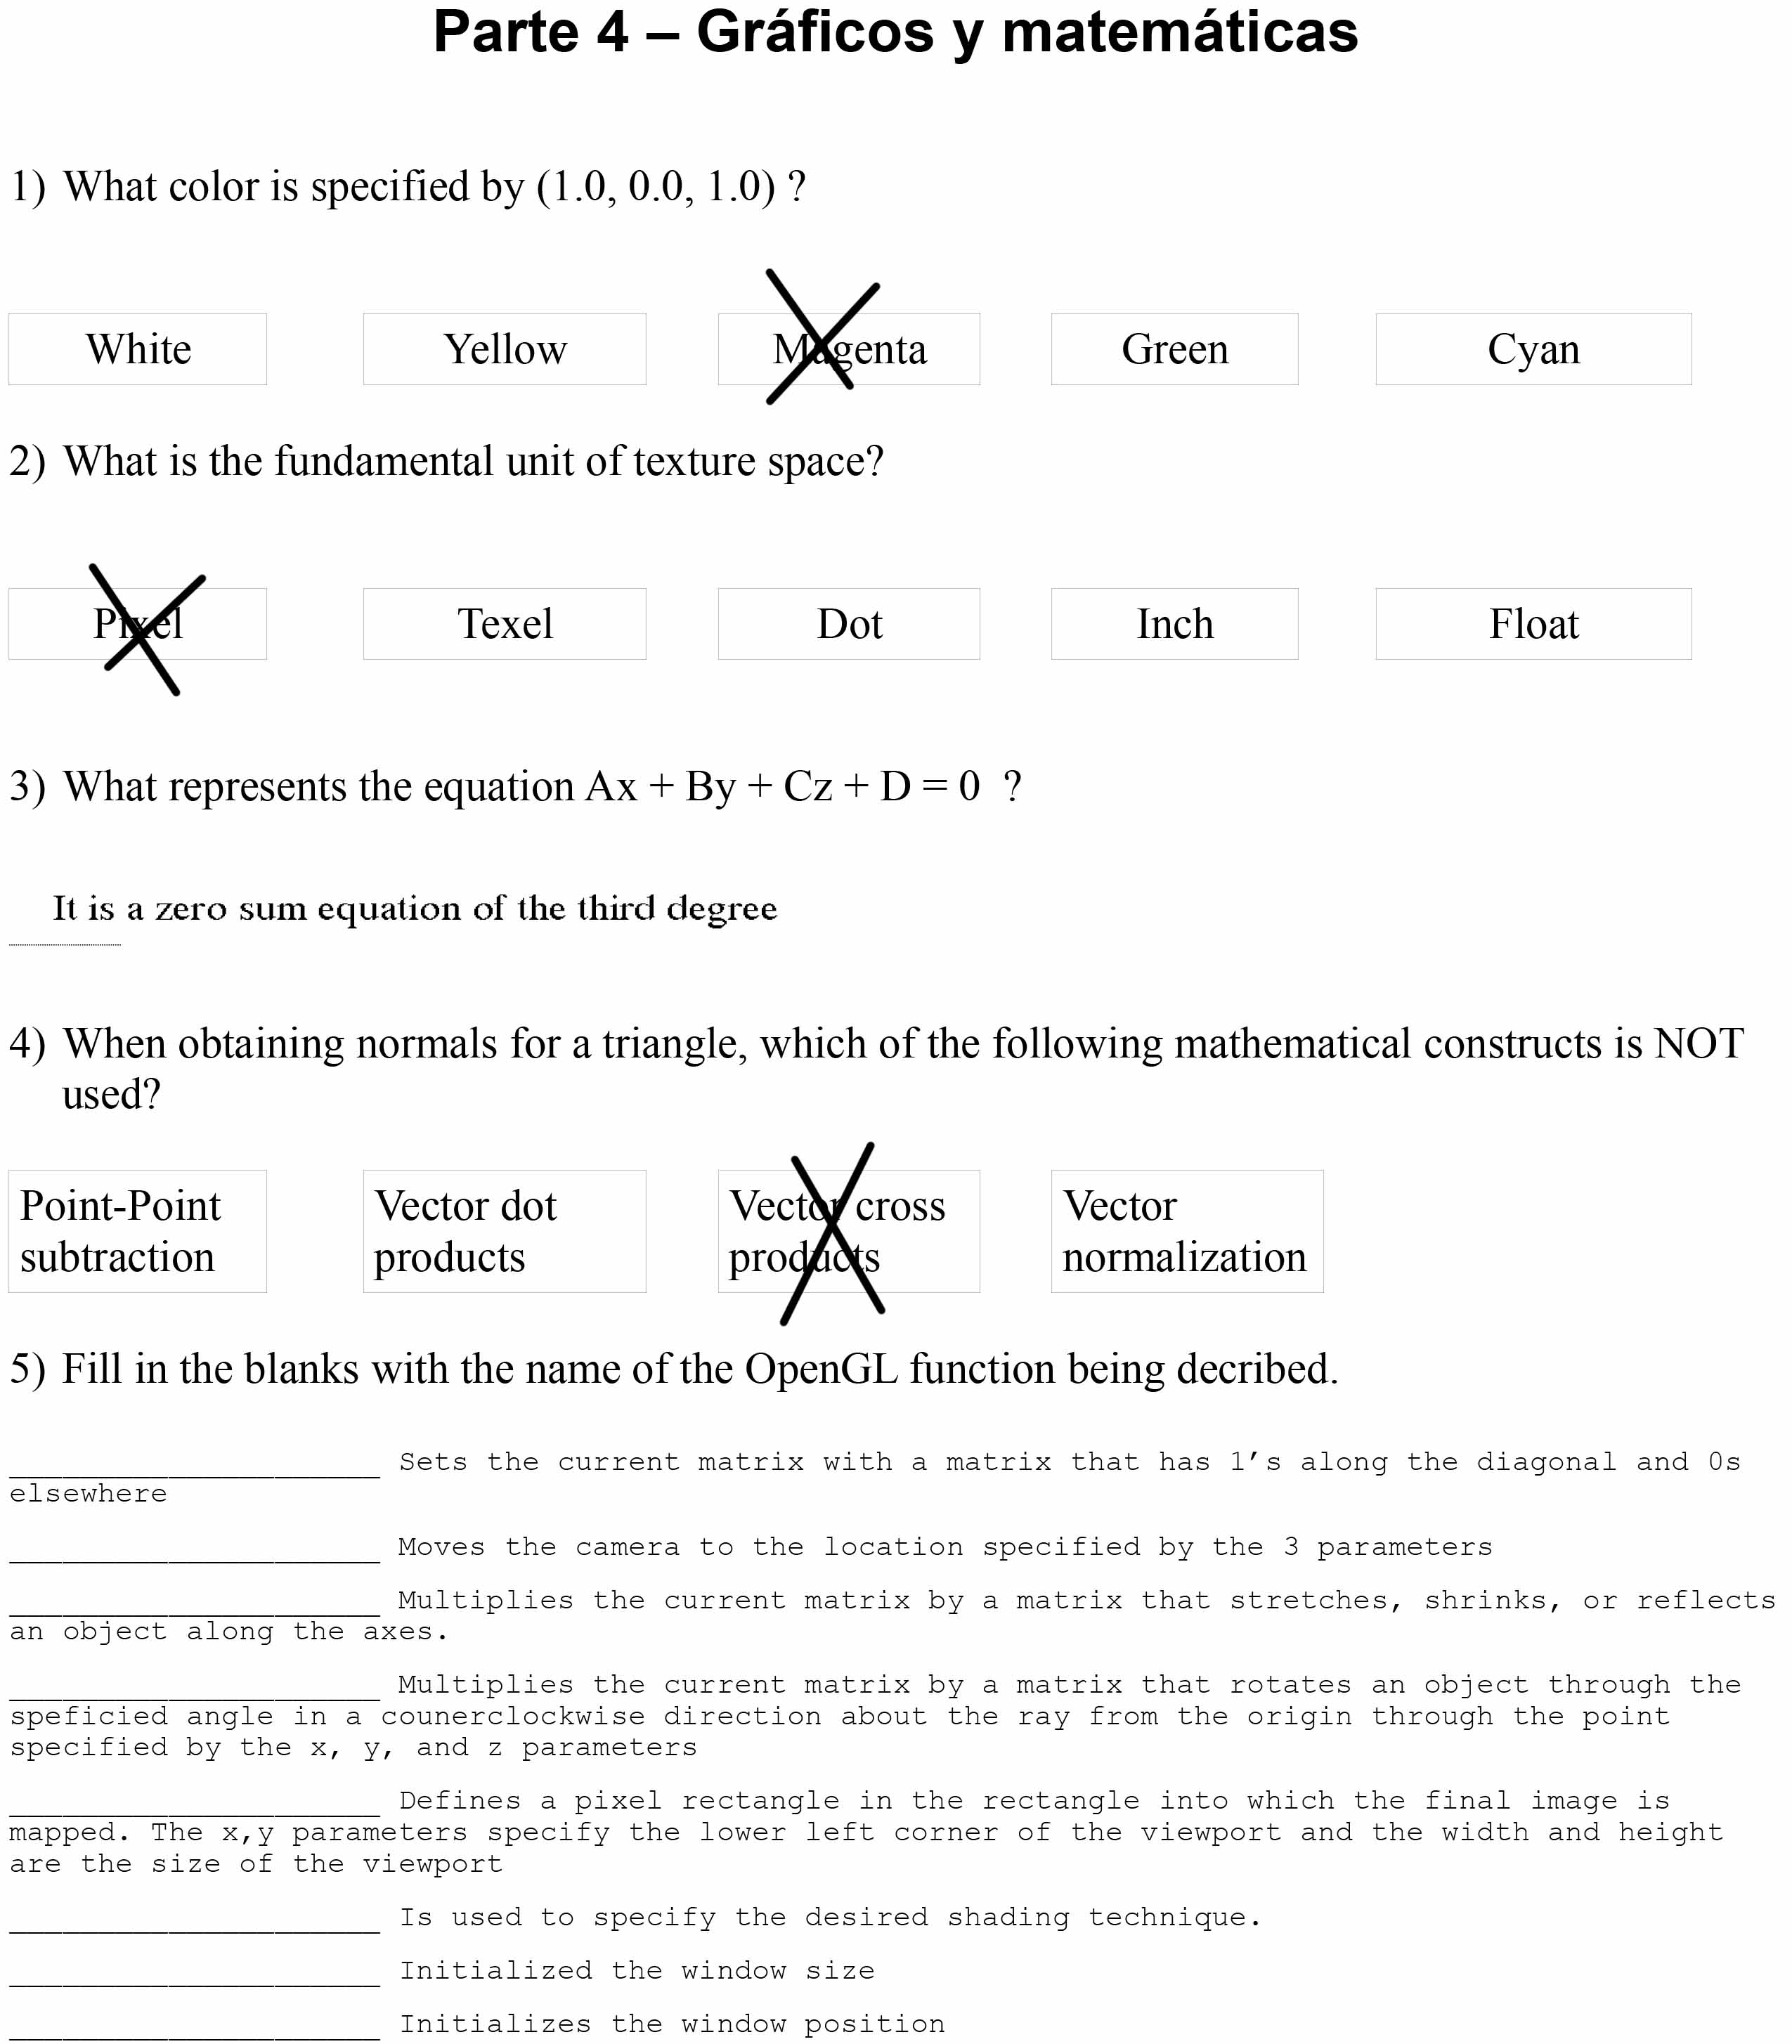 Parte 4 – Gráficos y matemáticas
1) What color is specified by (1.0, 0.0, 1.0) ?
White Yellow Magenta Green Cyan
2) What is the fundamental unit of texture space?
Pixel Texel Dot Inch Float
3) What represents the equation Ax + By + Cz + D = 0 ?
It is a zero sum equation of the third degree
4) When obtaining normals for a triangle, which of the following mathematical constructs is NOT
used?
Point-Point Vector dot Vector cross Vector
subtraction products products normalization
5) Fill in the blanks with the name of the OpenGL function being decribed.
_____________________ Sets the current matrix with a matrix that has 1’s along the diagonal and 0s
elsewhere
_____________________ Moves the camera to the location specified by the 3 parameters
_____________________ Multiplies the current matrix by a matrix that stretches, shrinks, or reflects
an object along the axes.
_____________________ Multiplies the current matrix by a matrix that rotates an object through the
speficied angle in a counerclockwise direction about the ray from the origin through the point
specified by the x, y, and z parameters
_____________________ Defines a pixel rectangle in the rectangle into which the final image is
mapped. The x,y parameters specify the lower left corner of the viewport and the width and height
are the size of the viewport
_____________________ Is used to specify the desired shading technique.
_____________________ Initialized the window size
_____________________ Initializes the window position